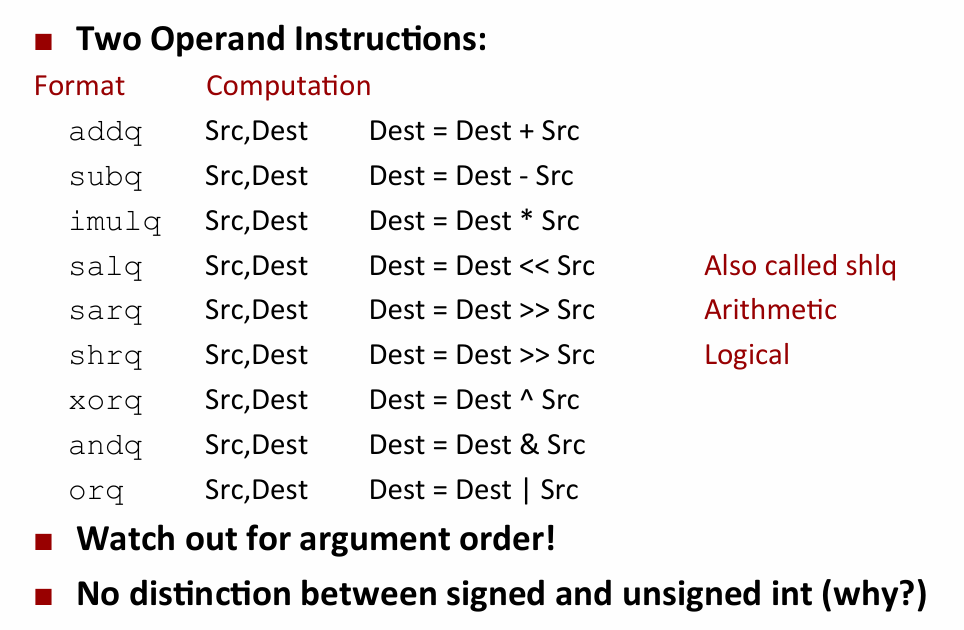 ■ Two Operand Instructions:
Format Computation
addq Src,Dest Dest = Dest + Src
subq Src,Dest Dest = Dest - Src
imulq Src,Dest Dest = Dest * Src
salq Src,Dest Dest = Dest << Src Also called shlq
sarq Src,Dest Dest = Dest >> Src Arithmetic
shrq Src,Dest Dest = Dest >> Src Logical
xorq Src,Dest Dest = Dest ^ Src
andq Src,Dest Dest = Dest & Src
orq Src,Dest Dest = Dest | Src
■ Watch out for argument order!
■ No distinction between signed and unsigned int (why?)